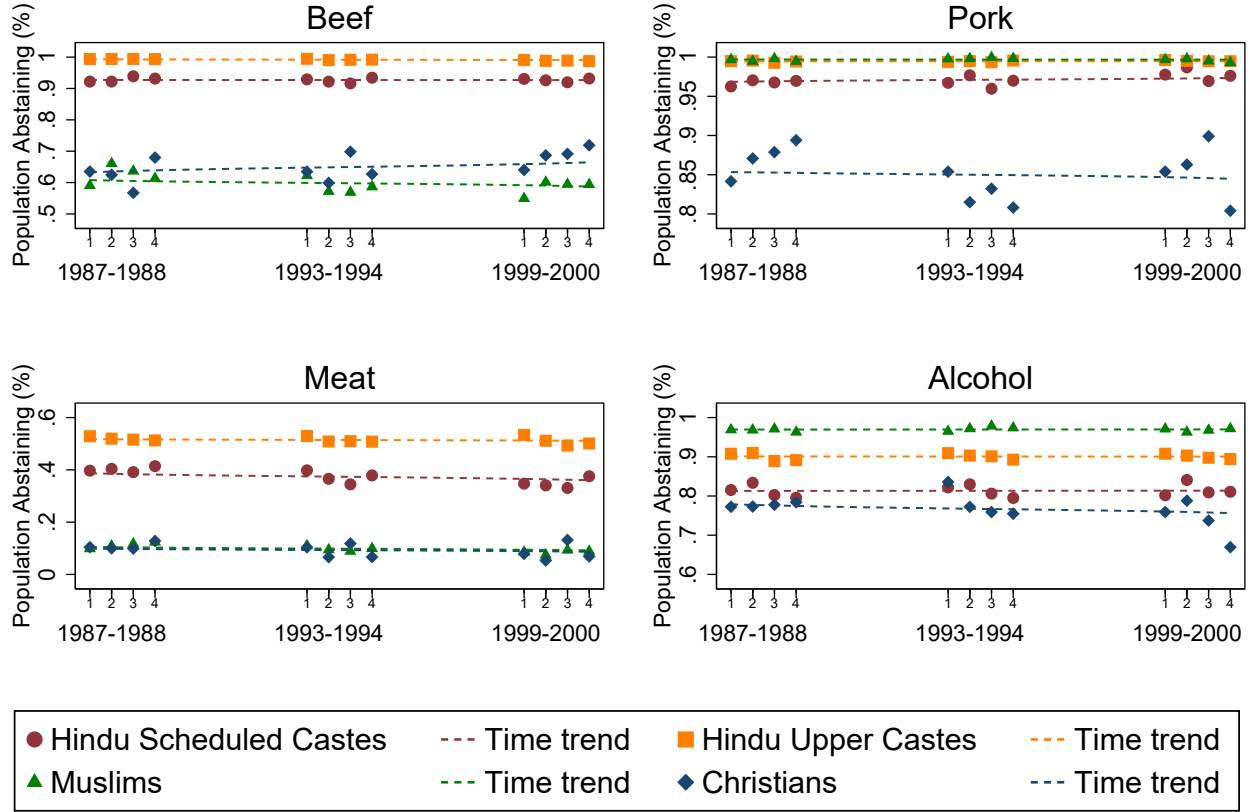 Beef
Population Abstaining (%)
1
.9
.8
.7
.6
.5
1 2 3 4 1 2 3 4 1 2 3 4
1987-1988 1993-1994 1999-2000
Pork
Population Abstaining (%)
1
.95
.9
.85
.8
1 2 3 4 1 2 3 4 1 2 3 4
1987-1988 1993-1994 1999-2000
Meat
Population Abstaining (%)
.6
.4
.2
0
1 2 3 4 1 2 3 4 1 2 3 4
1987-1988 1993-1994 1999-2000
Alcohol
Population Abstaining (%)
1
.9
.8
.7
.6
1 2 3 4 1 2 3 4 1 2 3 4
1987-1988 1993-1994 1999-2000
Hindu Scheduled Castes Time trend Hindu Upper Castes Time trend
Muslims Time trend Christians Time trend